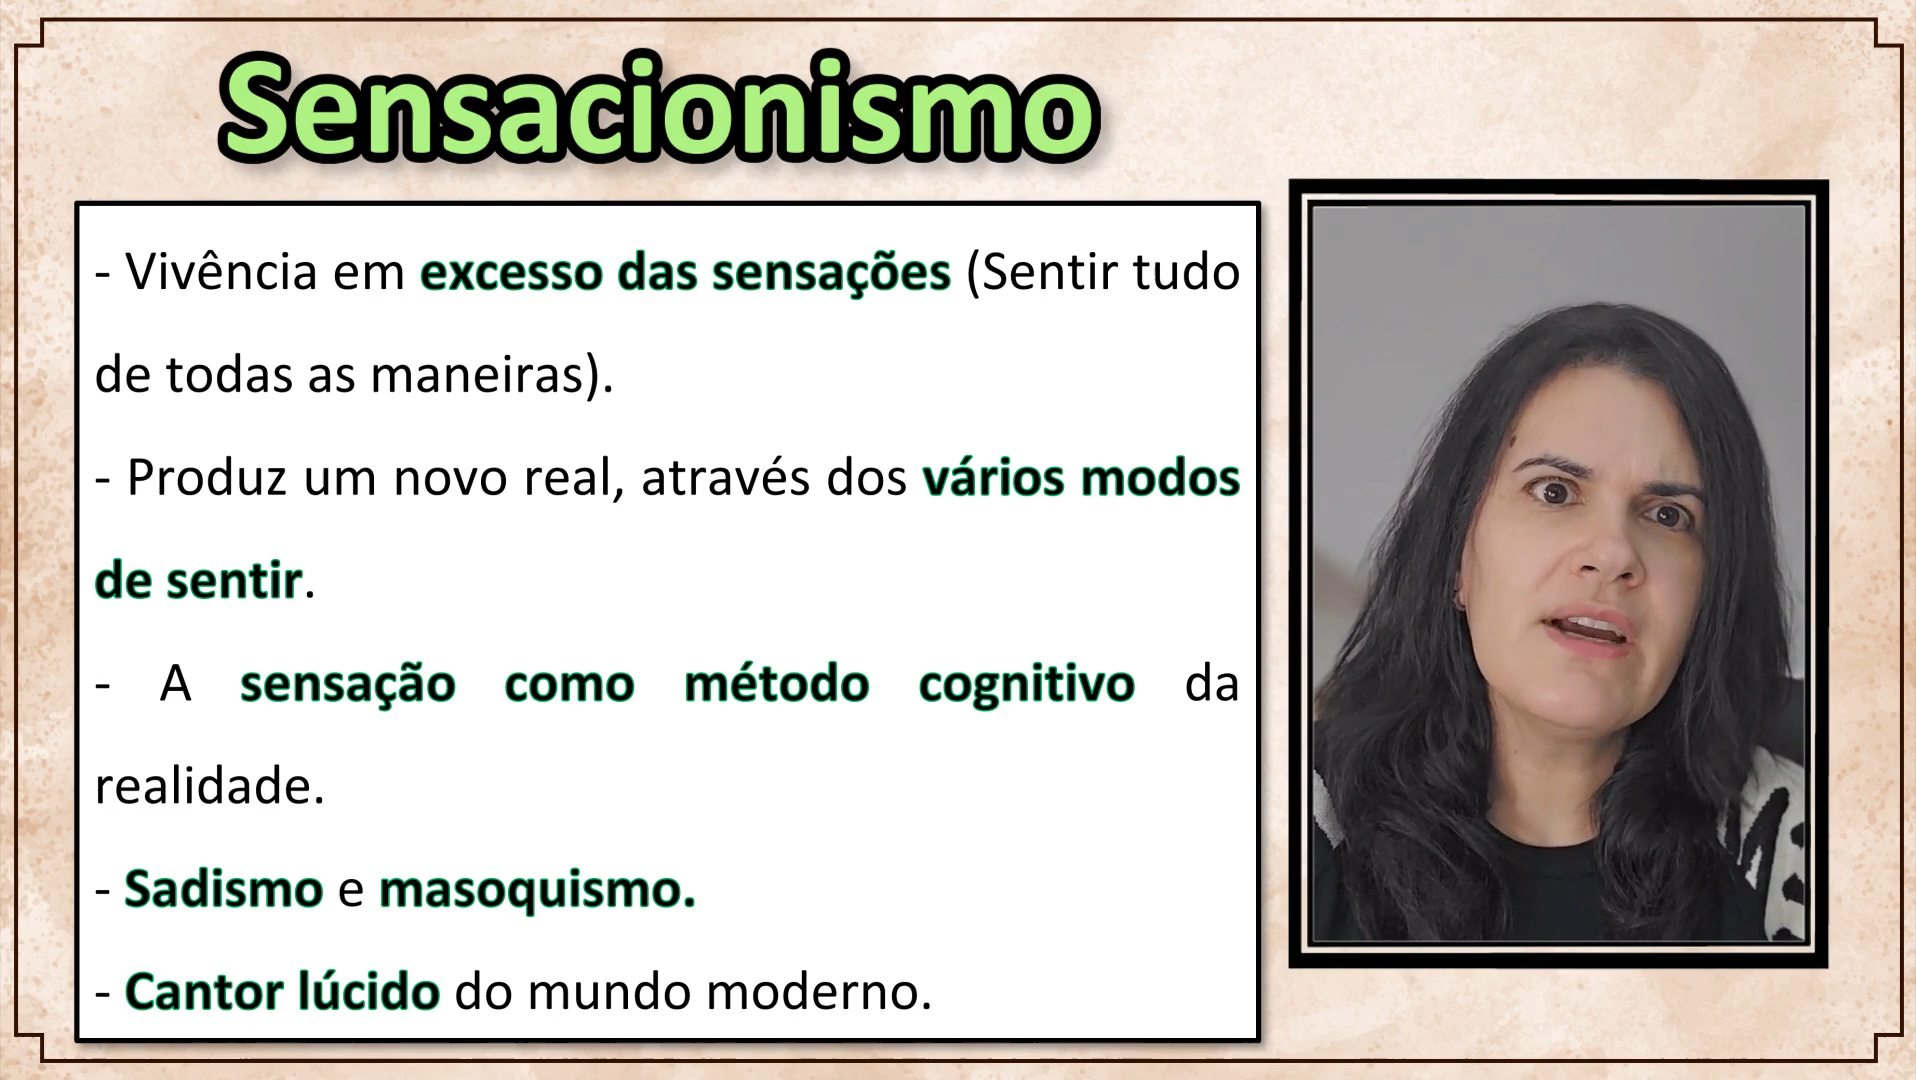 Sensacionismo
- Vivência em excesso das sensações (Sentir tudo
de todas as maneiras).
- Produz um novo real, através dos vários modos
de sentir.
- A sensação como método cognitivo da
realidade.
- Sadismo e masoquismo.
- Cantor lúcido do mundo moderno.